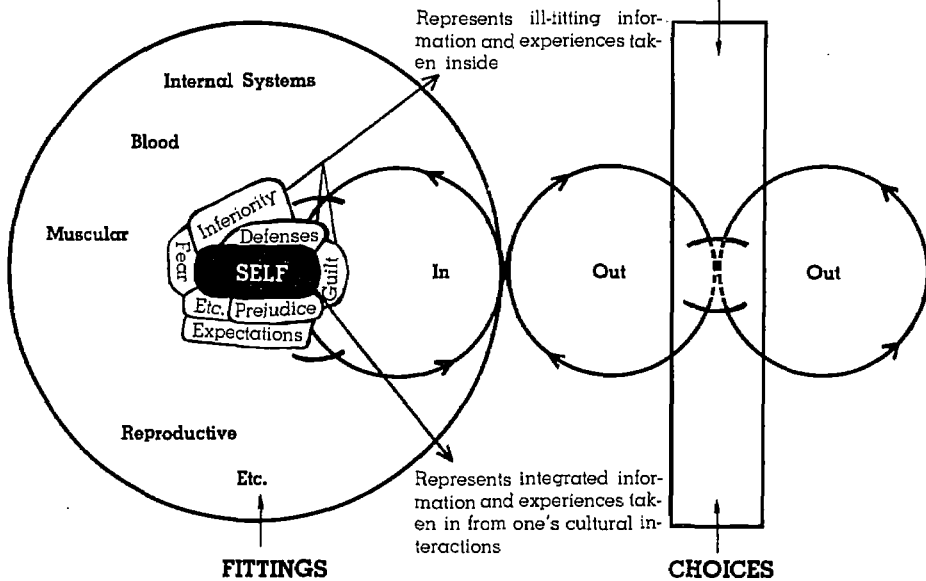 Represents ill-fitting infor-
mation and experiences tak-
en inside
Internal Systems
Blood
Muscular
Inferiority
Defenses
Fear
SELF
Guilt
Etc.
Prejudice
Expectations
In
Out
Out
Reproductive
Etc.
Represents integrated infor-
mation and experiences tak-
en in from one's cultural in-
teractions
FITTINGS
CHOICES